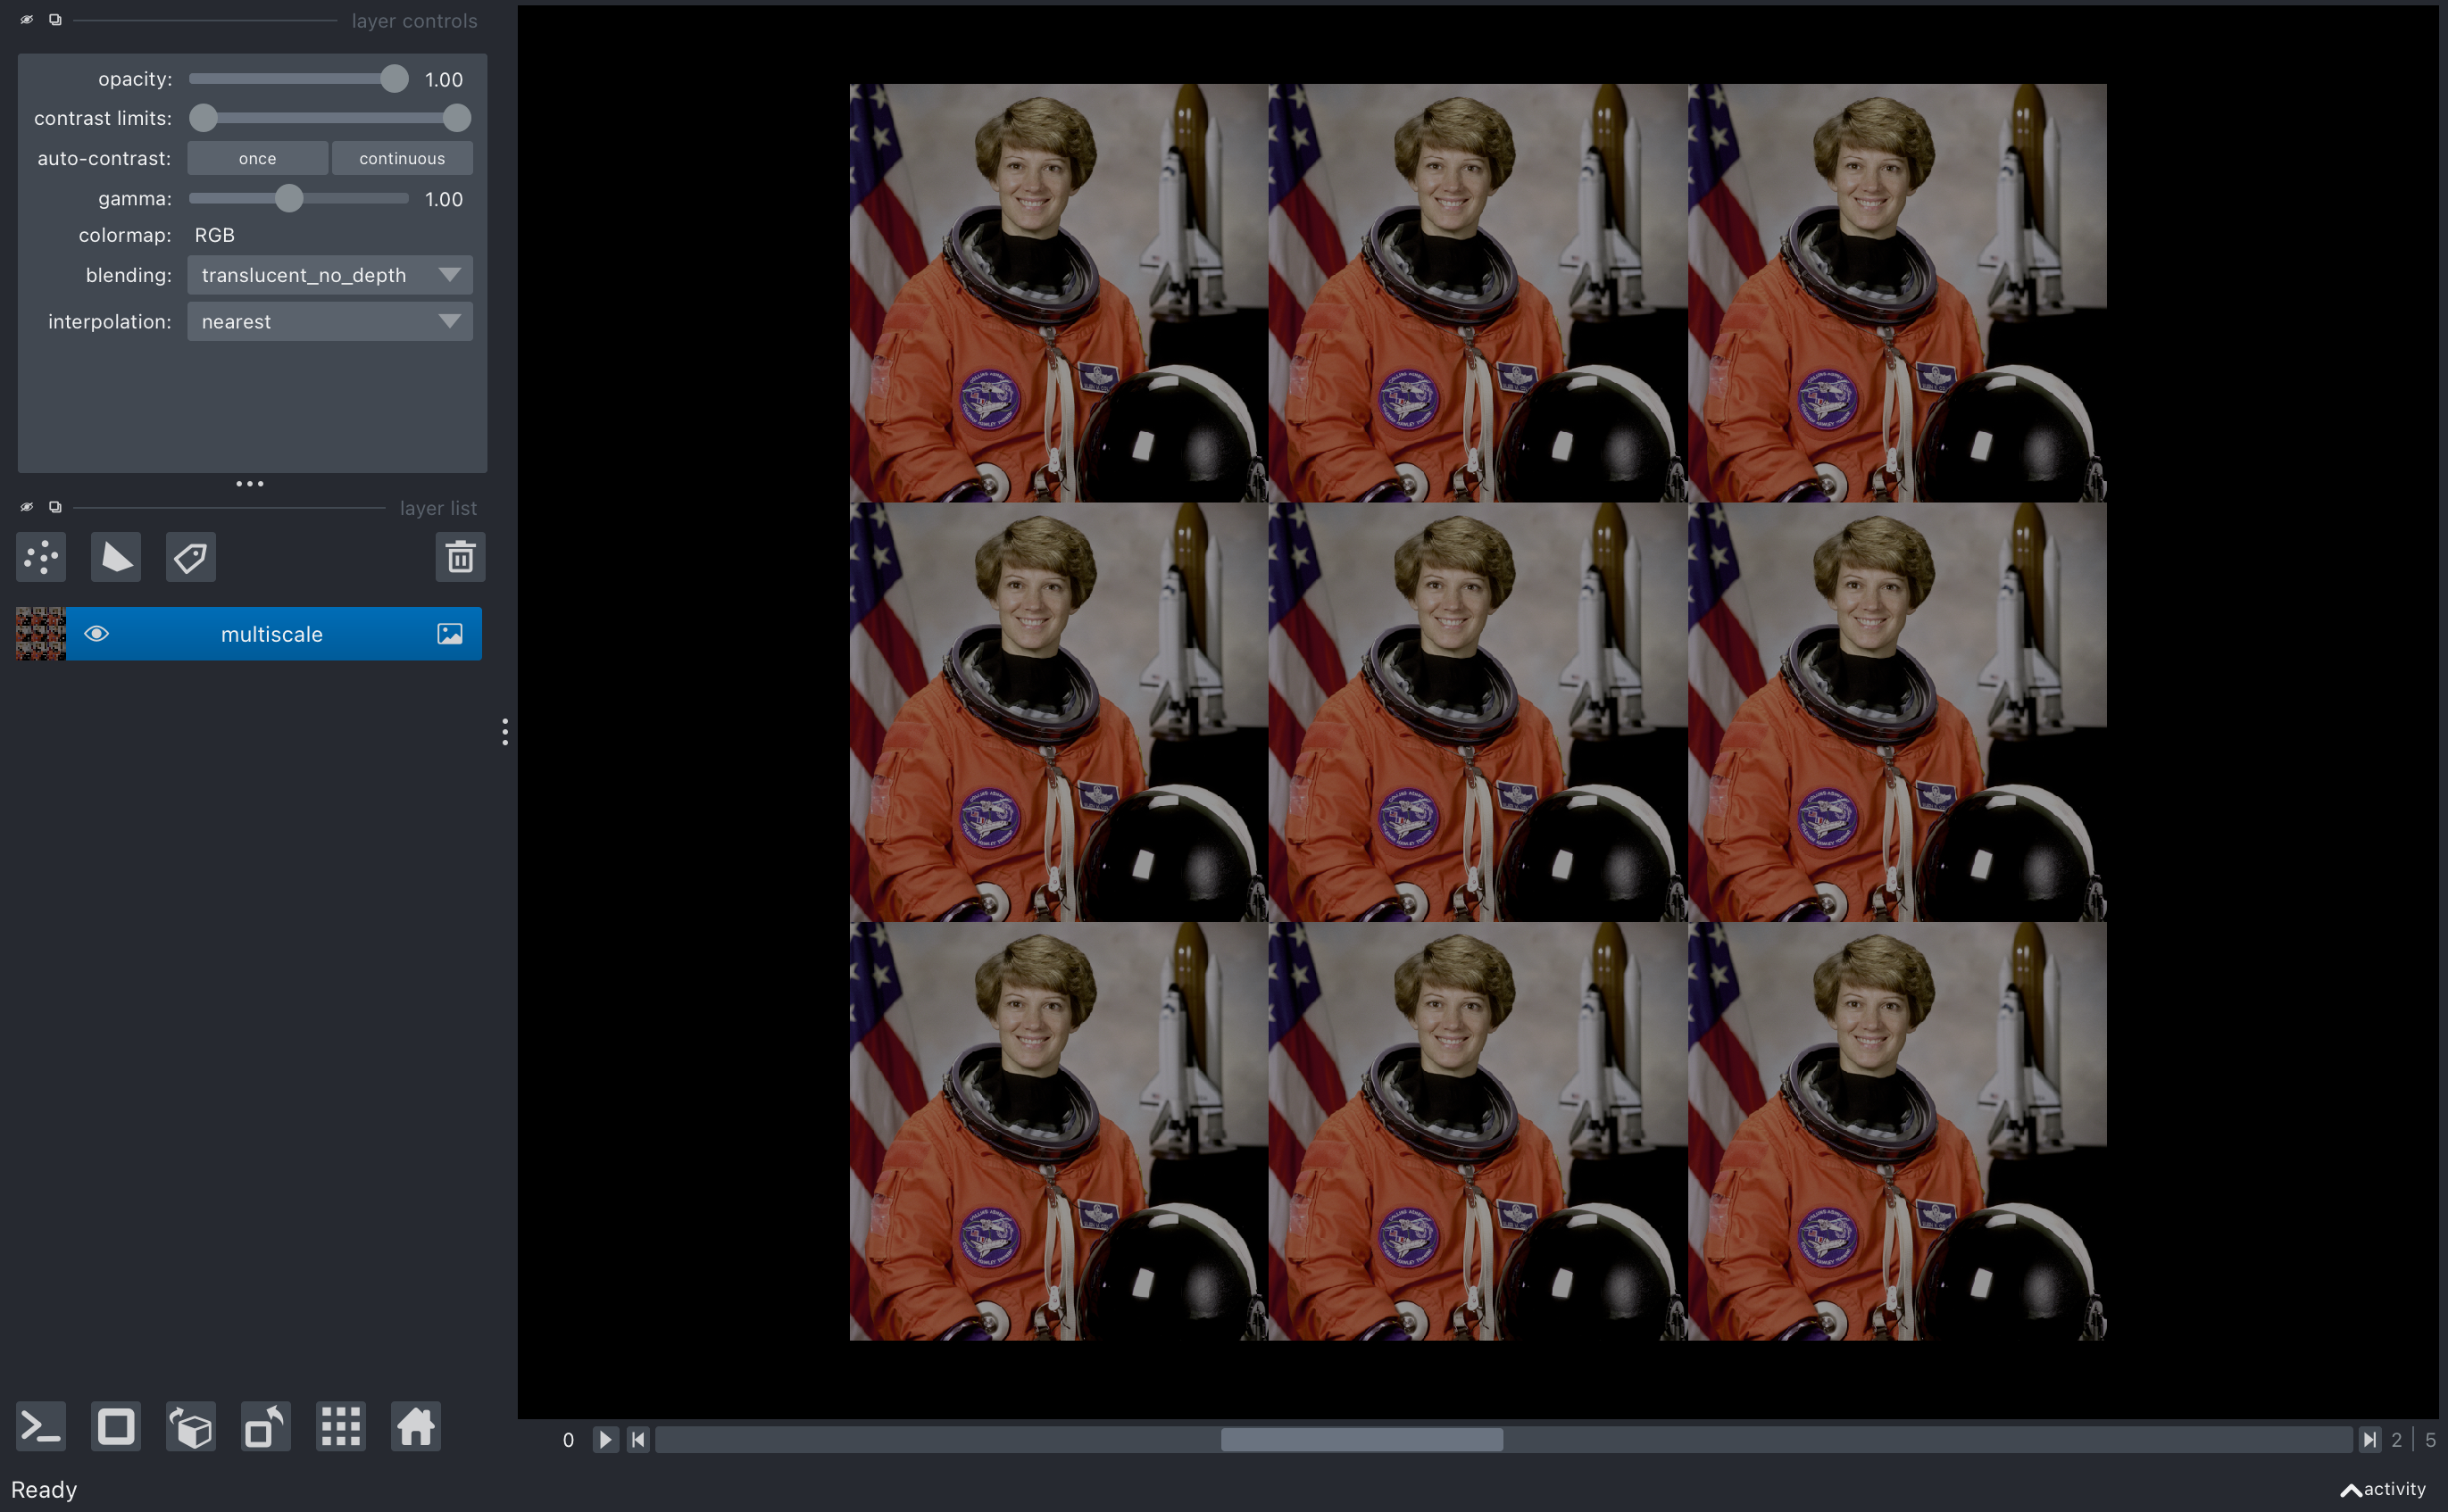 layer controls
opacity: 1.00
contrast limits:
auto-contrast: once continuous
gamma: 1.00
colormap: RGB
blending: translucent_no_depth
interpolation: nearest
layer list
multiscale
0 2 | 5
Ready
activity